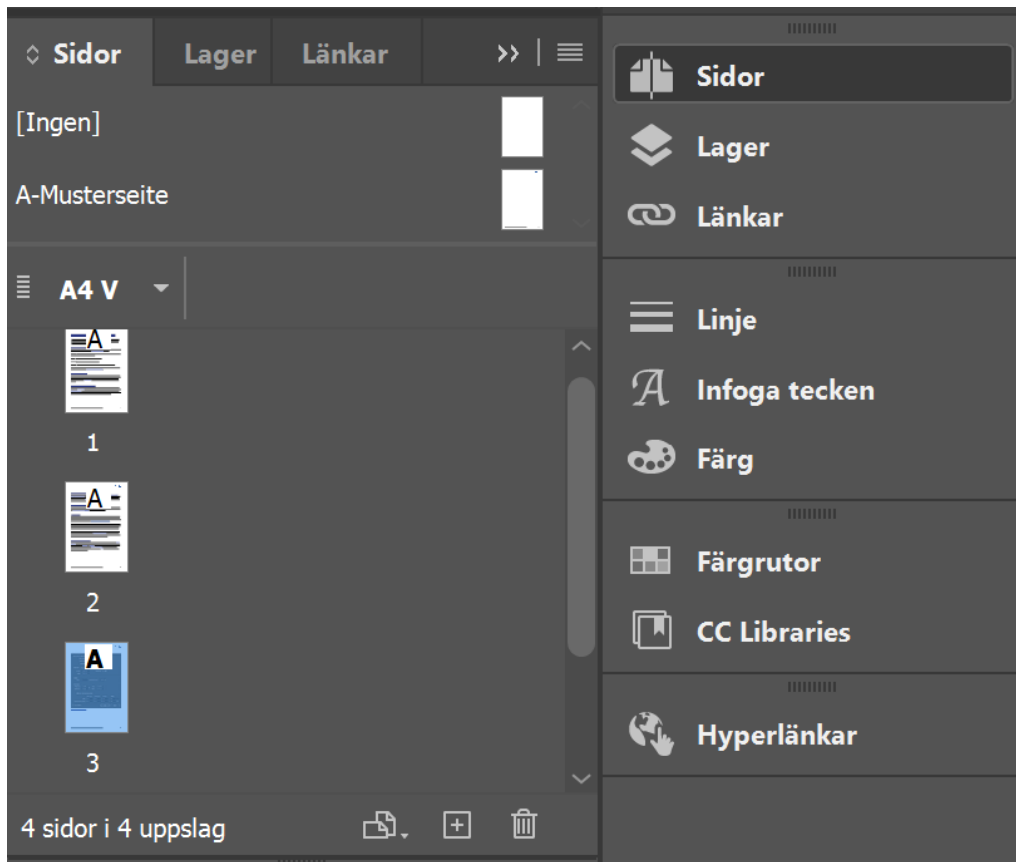 Sidor Lager Länkar
[Ingen]
A-Musterseite
A4 V
A
1
A
2
A
3
4 sidor i 4 uppslag
Sidor
Lager
Länkar
Linje
Infoga tecken
Färg
Färgrutor
CC Libraries
Hyperlänkar